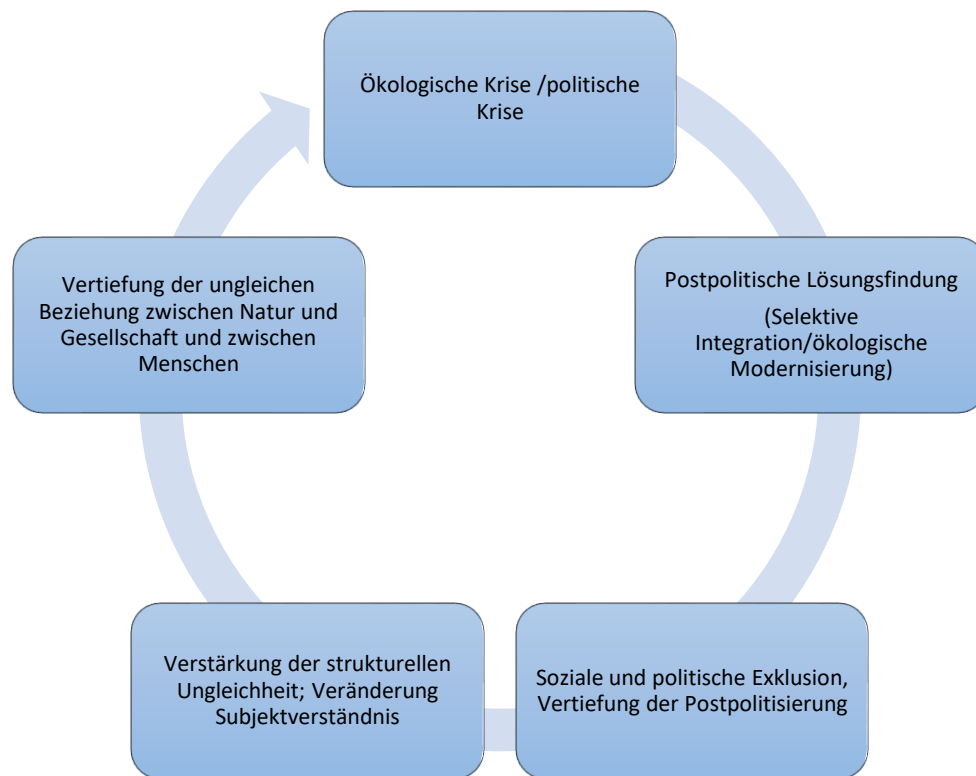 Ökologische Krise /politische
Krise
Postpolitische Lösungsfindung
(Selektive
Integration/ökologische
Modernisierung)
Soziale und politische Exklusion,
Vertiefung der Postpolitisierung
Verstärkung der strukturellen
Ungleichheit; Veränderung
Subjektverständnis
Vertiefung der ungleichen
Beziehung zwischen Natur und
Gesellschaft und zwischen
Menschen